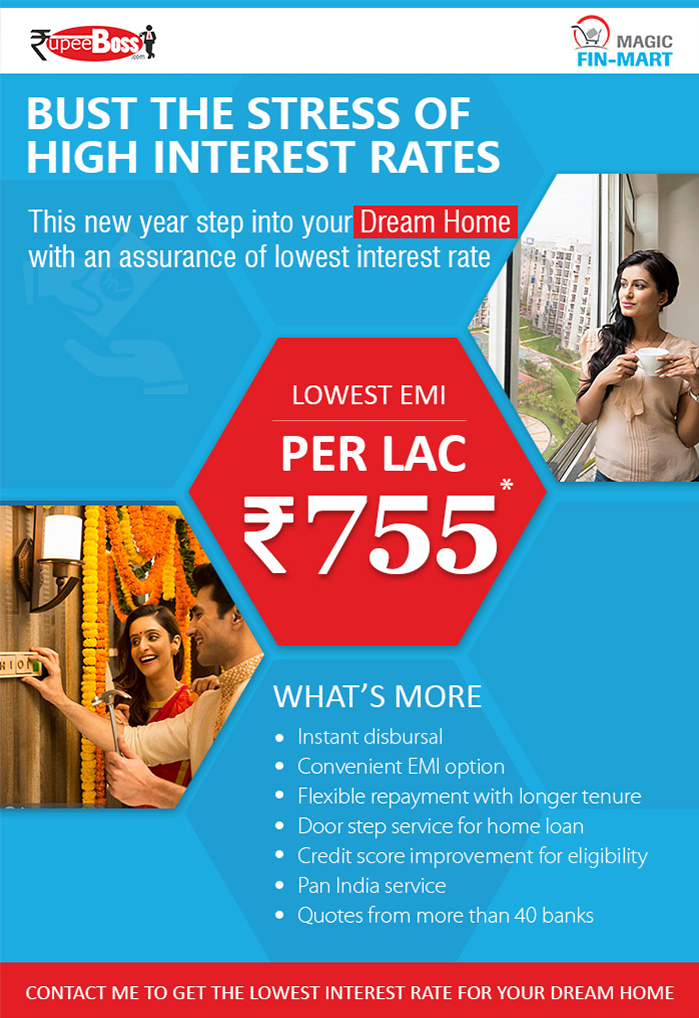 ₹upeeBoss
.com
MAGIC
FIN-MART
BUST THE STRESS OF
HIGH INTEREST RATES
This new year step into your Dream Home
with an assurance of lowest interest rate
LOWEST EMI
PER LAC
₹755*
WHAT'S MORE
• Instant disbursal
• Convenient EMI option
• Flexible repayment with longer tenure
• Door step service for home loan
• Credit score improvement for eligibility
• Pan India service
• Quotes from more than 40 banks
CONTACT ME TO GET THE LOWEST INTEREST RATE FOR YOUR DREAM HOME